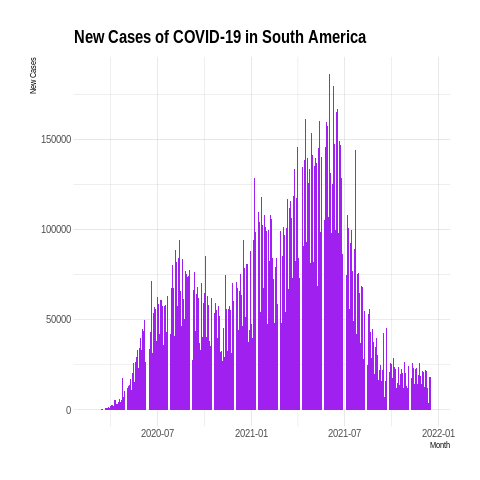 New Cases of COVID-19 in South America
New Cases
150000
100000
50000
0
2020-07 2021-01 2021-07 2022-01
Month